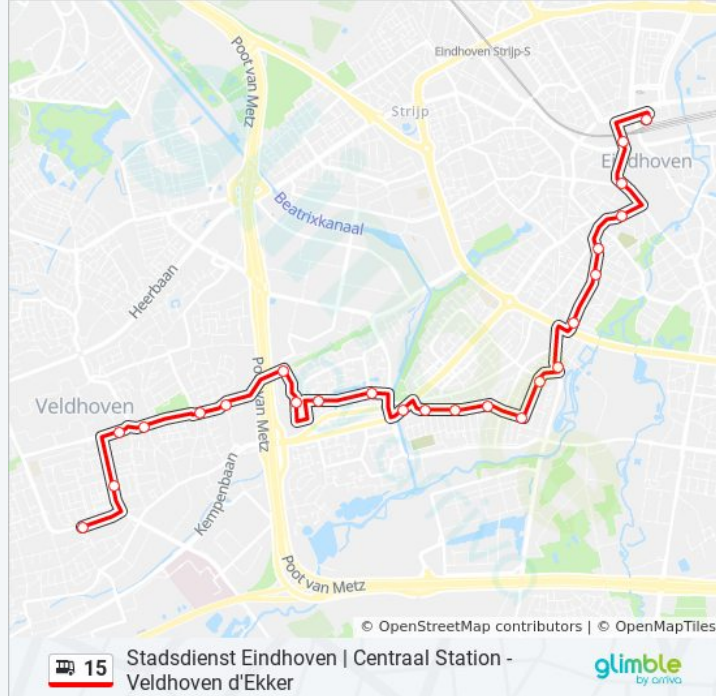 Poot van Metz
Eindhoven Strijp-S
Strijp
Eindhoven
Beatrixkanaal
Heerbaan
Poot van Metz
Veldhoven
Kempenbaan
Poot van Metz
© OpenStreetMap contributors | © OpenMapTiles
15
Stadsdienst Eindhoven | Centraal Station -
Veldhoven d'Ekker
glimble
by arriva